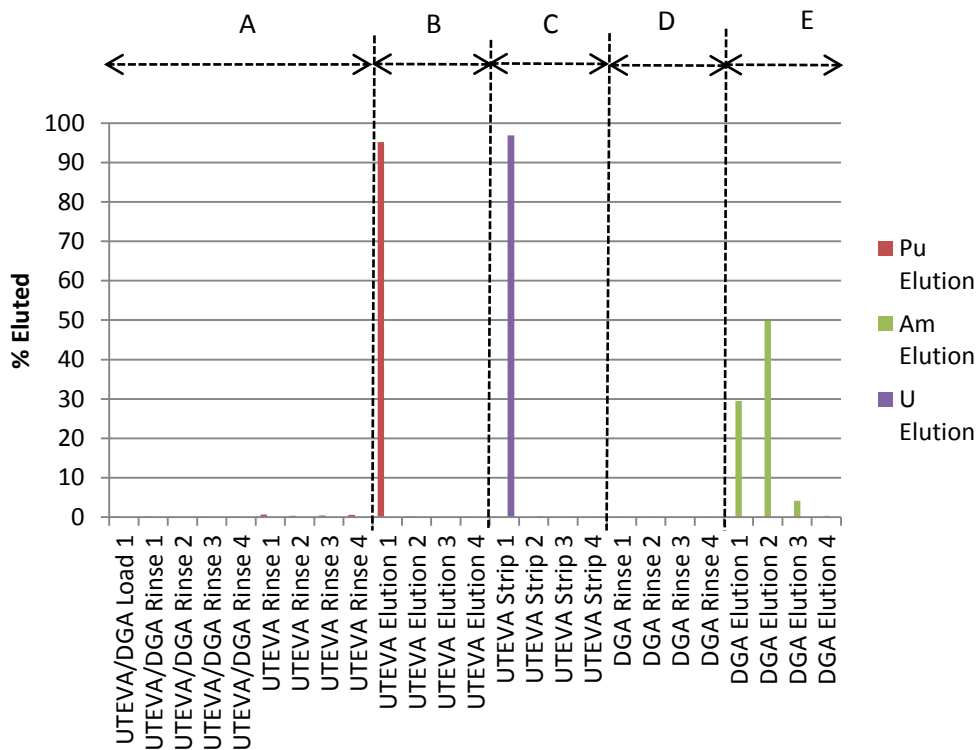 A B C D E
100
90
80
70
60
50
40
30
20
10
0
% Eluted
UTEVA/DGA Load 1
UTEVA/DGA Rinse 1
UTEVA/DGA Rinse 2
UTEVA/DGA Rinse 3
UTEVA/DGA Rinse 4
UTEVA Rinse 1
UTEVA Rinse 2
UTEVA Rinse 3
UTEVA Rinse 4
UTEVA Elution 1
UTEVA Elution 2
UTEVA Elution 3
UTEVA Elution 4
UTEVA Strip 1
UTEVA Strip 2
UTEVA Strip 3
UTEVA Strip 4
DGA Rinse 1
DGA Rinse 2
DGA Rinse 3
DGA Rinse 4
DGA Elution 1
DGA Elution 2
DGA Elution 3
DGA Elution 4
Pu
Elution
Am
Elution
U
Elution